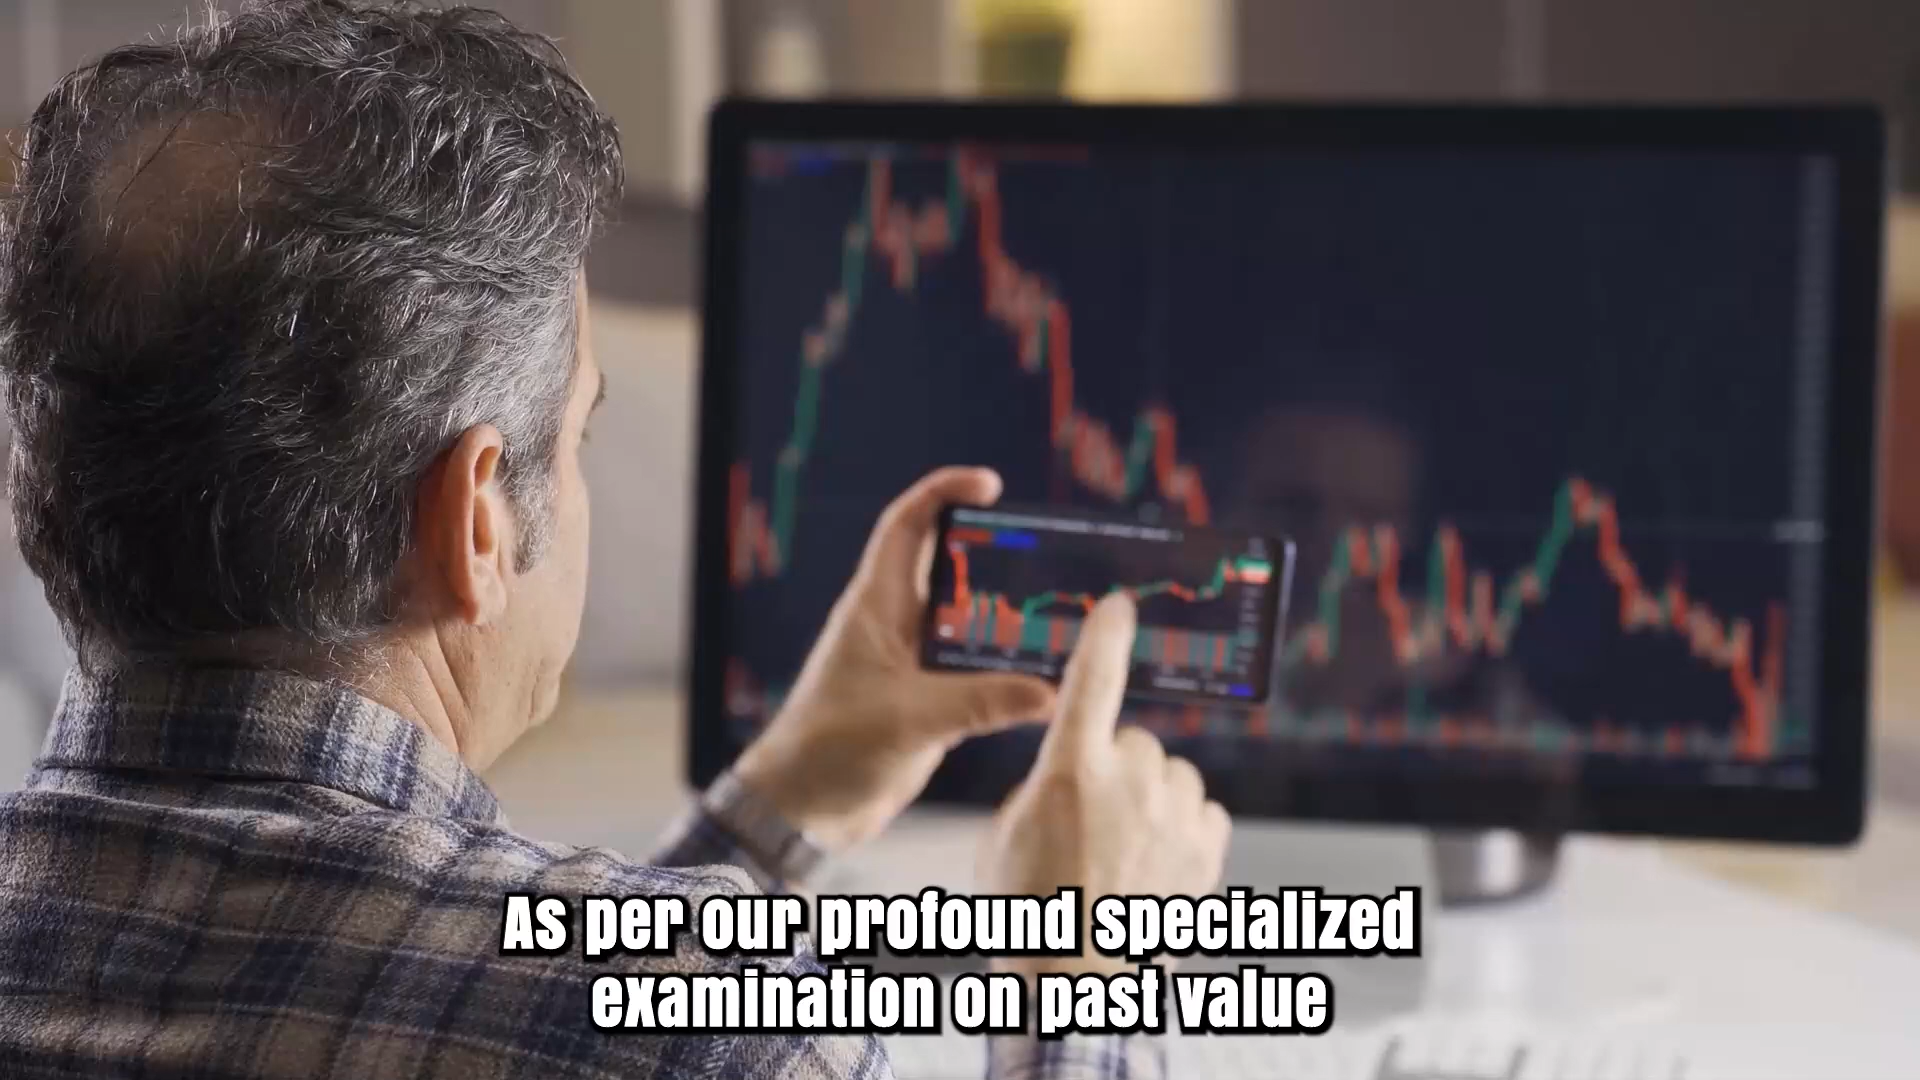 As per our profound specialized
examination on past value